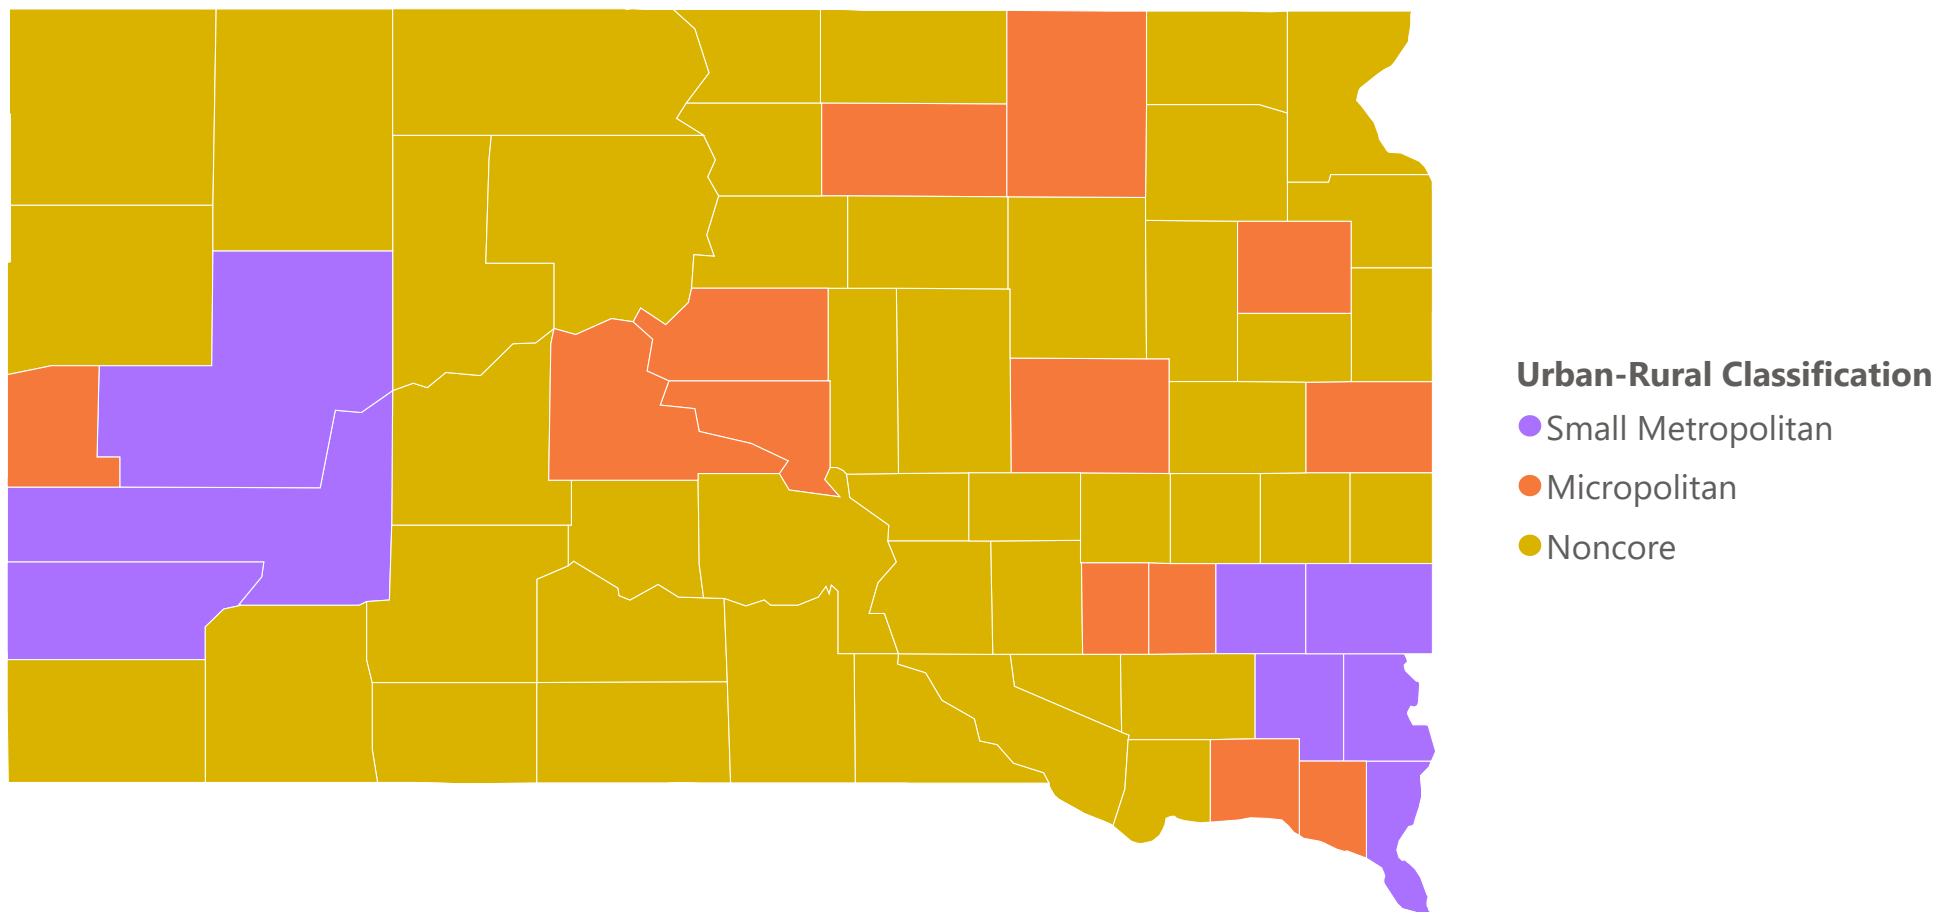 Urban-Rural Classification
Small Metropolitan
Micropolitan
Noncore